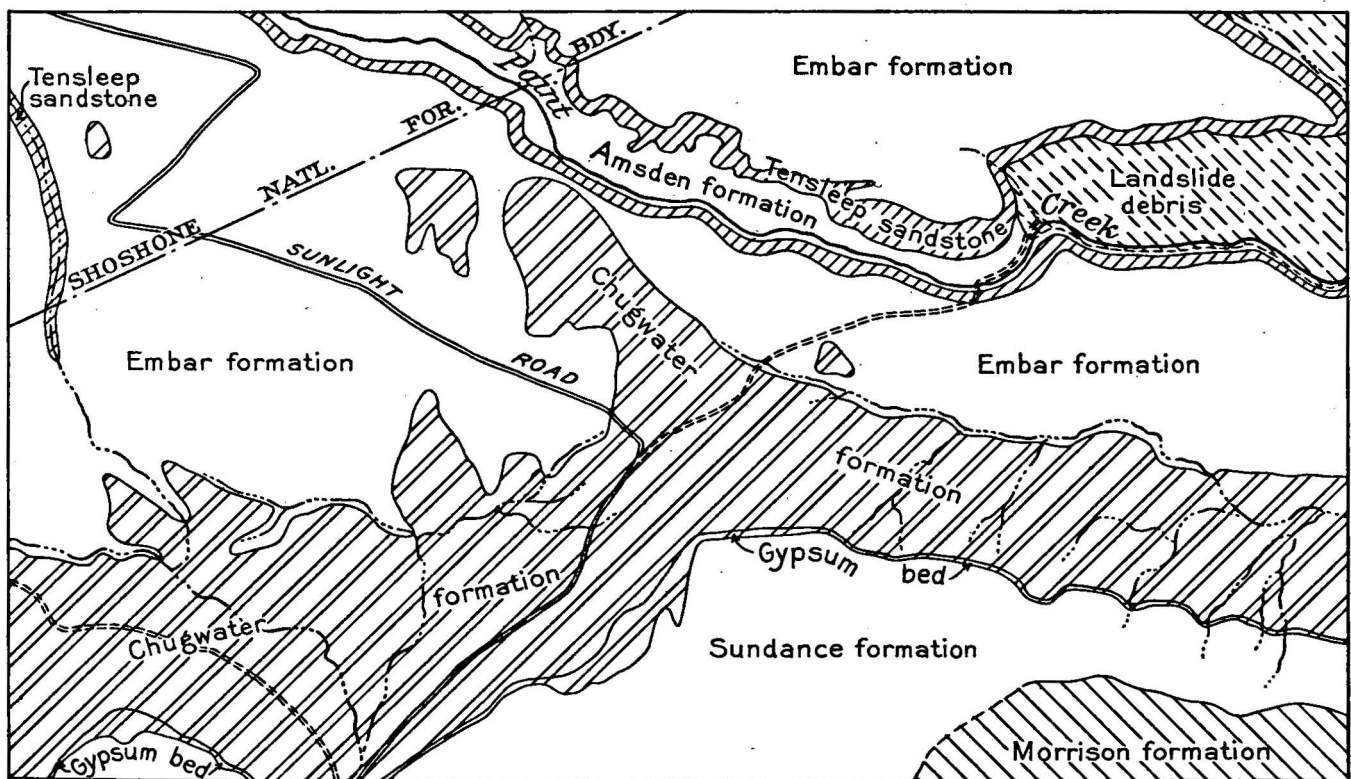 Tensleep
sandstone
SHOSHONE NATL. FOR. BDY.
Paint
Creek
Embar formation
Amsden formation
Tensleep sandstone
Landslide
debris
SUNLIGHT ROAD
Chugwater
formation
Embar formation
Embar formation
Gypsum bed
Chugwater
formation
Sundance formation
Gypsum bed
Morrison formation